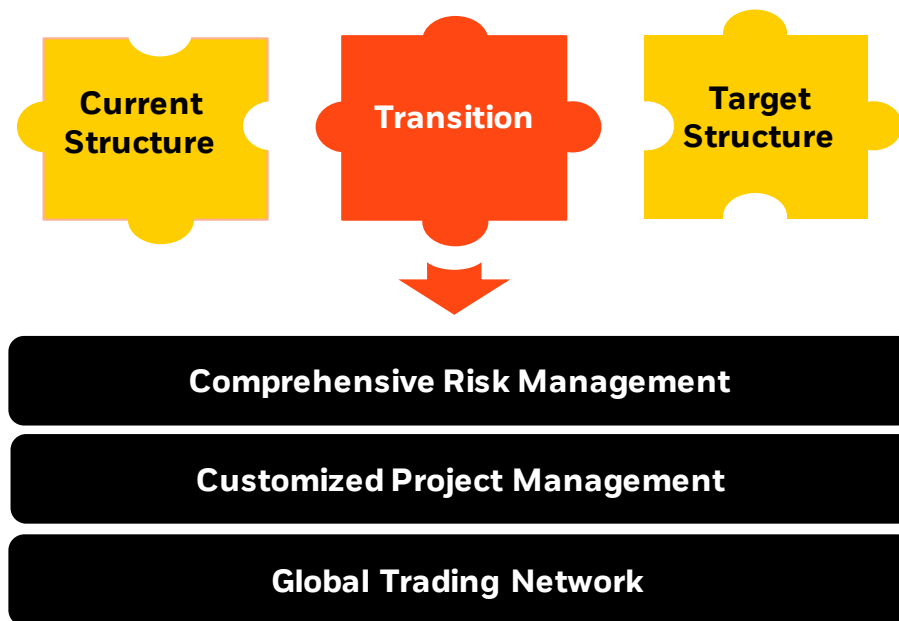 Current
Structure
Transition
Target
Structure
Comprehensive Risk Management
Customized Project Management
Global Trading Network